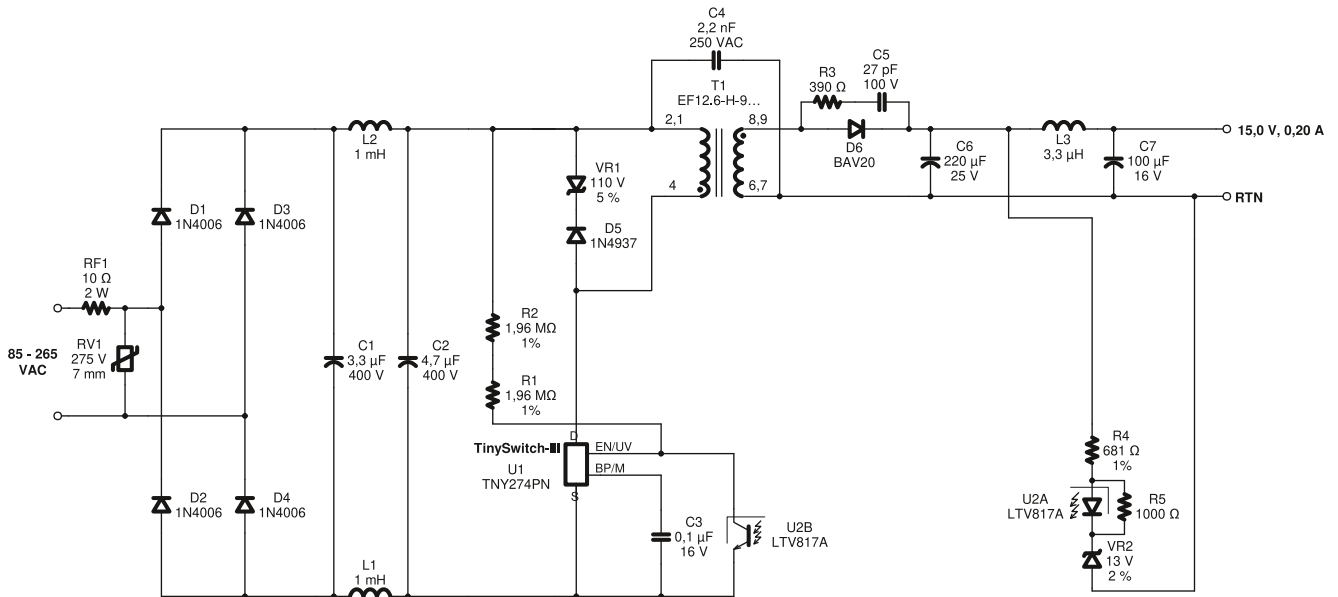 C4
2,2 nF
250 VAC
T1
EF12.6-H-9...
2,1
8,9
4
6,7
R3
390 Ω
C5
27 pF
100 V
D6
BAV20
C6
220 µF
25 V
L3
3,3 µH
C7
100 µF
16 V
15,0 V, 0,20 A
RTN
L2
1 mH
VR1
110 V
5 %
D5
1N4937
D1
1N4006
D3
1N4006
RF1
10 Ω
2 W
RV1
275 V
7 mm
85 - 265
VAC
C1
3,3 µF
400 V
C2
4,7 µF
400 V
R2
1,96 MΩ
1%
R1
1,96 MΩ
1%
TinySwitch-III
U1
TNY274PN
D
EN/UV
BP/M
S
D2
1N4006
D4
1N4006
C3
0,1 µF
16 V
U2B
LTV817A
R4
681 Ω
1%
U2A
LTV817A
R5
1000 Ω
VR2
13 V
2 %
L1
1 mH